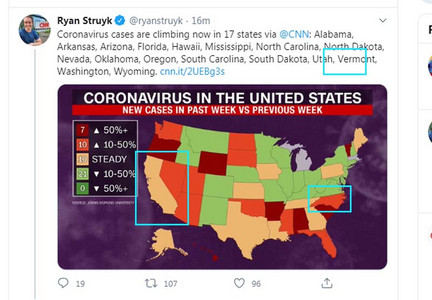 Ryan Struyk @ryanstruyk · 16m
Coronavirus cases are climbing now in 17 states via @CNN: Alabama,
Arkansas, Arizona, Florida, Hawaii, Mississippi, North Carolina, North Dakota,
Nevada, Oklahoma, Oregon, South Carolina, South Dakota, Utah, Vermont,
Washington, Wyoming. cnn.it/2UEBg3s
CORONAVIRUS IN THE UNITED STATES
NEW CASES IN PAST WEEK VS PREVIOUS WEEK
7 ▲ 50%+
10 ▲ 10-50%
STEADY
▼ 10-50%
0 ▼ 50%+
SOURCE: JOHNS HOPKINS UNIVERSITY
19 107 96